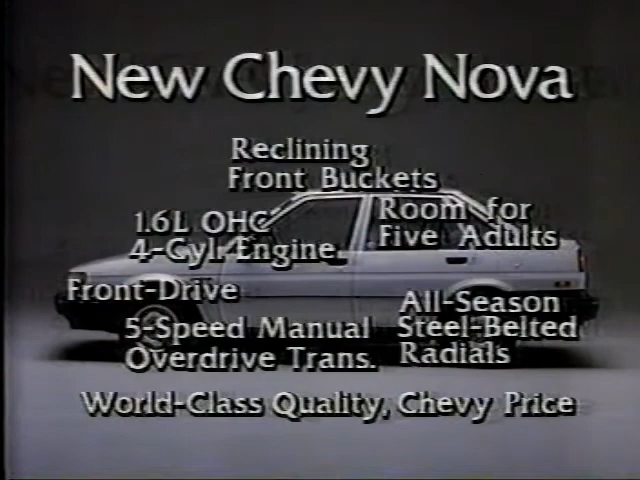 New Chevy Nova
Reclining
Front Buckets
1.6L OHC
4-Cyl. Engine
Room for
Five Adults
Front-Drive
5-Speed Manual
Overdrive Trans.
All-Season
Steel-Belted
Radials
World-Class Quality, Chevy Price